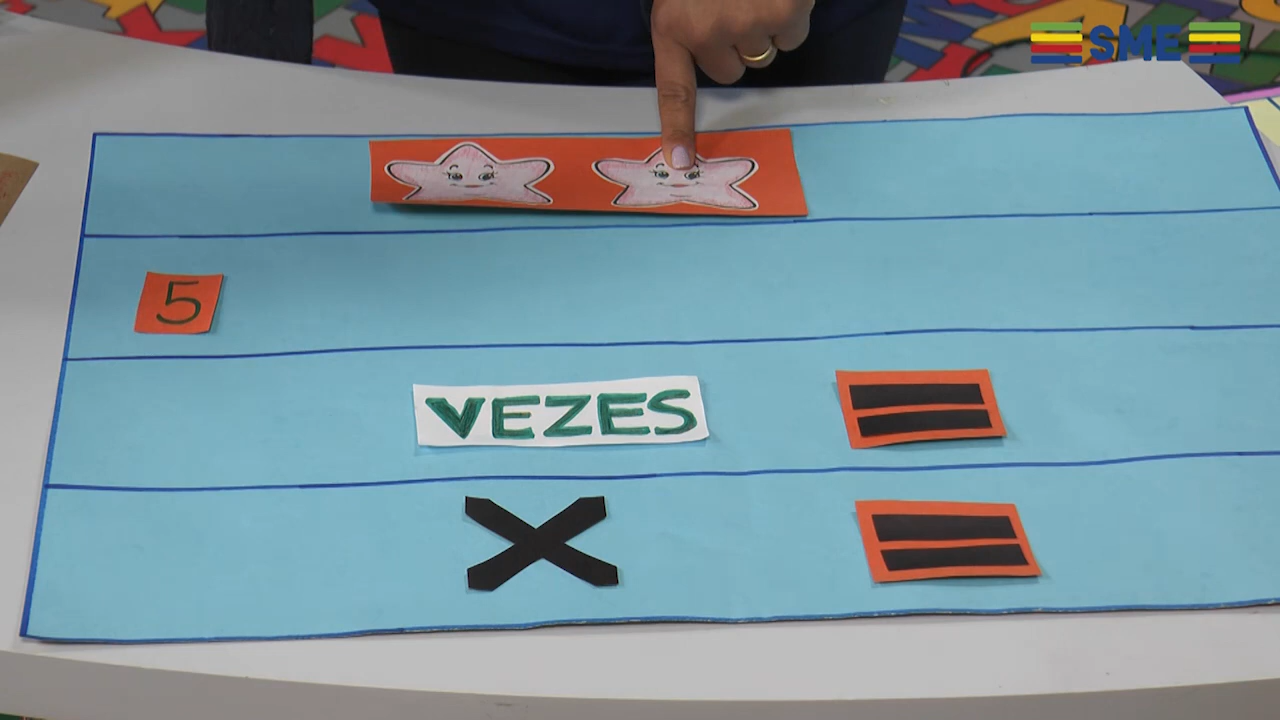 SME
5
VEZES =
X =